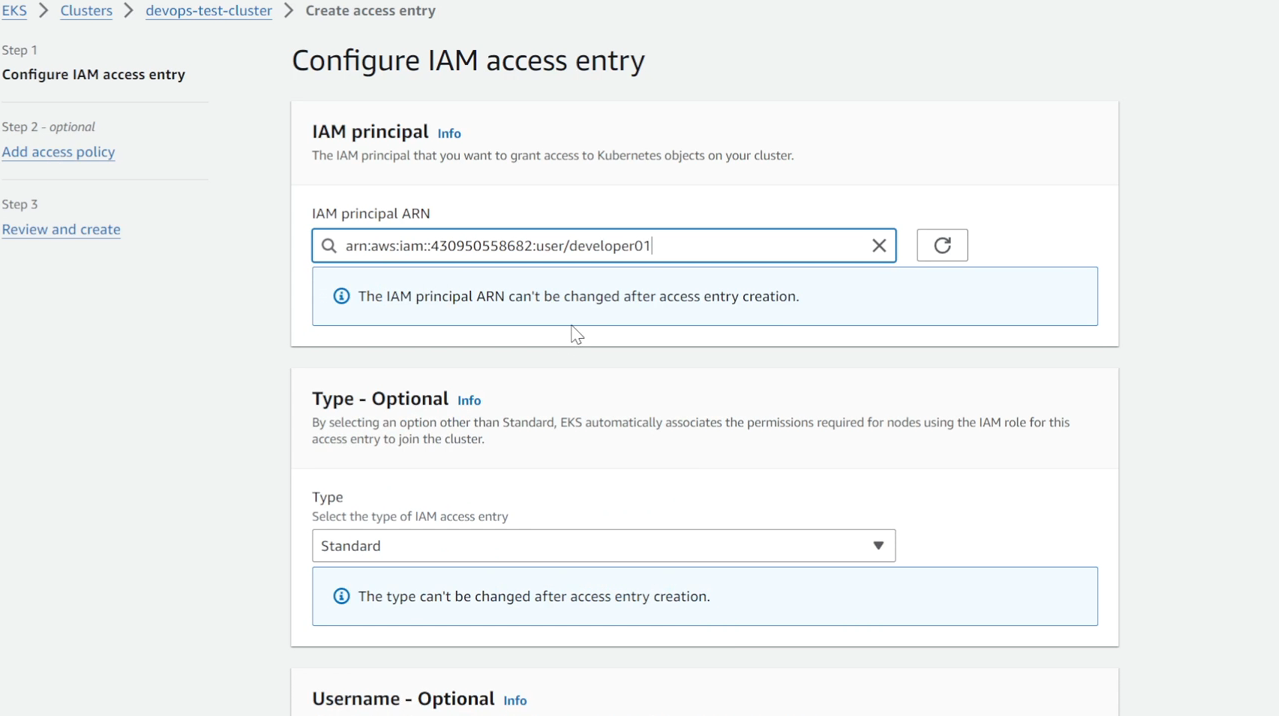 EKS > Clusters > devops-test-cluster > Create access entry
Step 1
Configure IAM access entry
Step 2 - optional
Add access policy
Step 3
Review and create
Configure IAM access entry
IAM principal Info
The IAM principal that you want to grant access to Kubernetes objects on your cluster.
IAM principal ARN
arn:aws:iam::430950558682:user/developer01
The IAM principal ARN can't be changed after access entry creation.
Type - Optional Info
By selecting an option other than Standard, EKS automatically associates the permissions required for nodes using the IAM role for this
access entry to join the cluster.
Type
Select the type of IAM access entry
Standard
The type can't be changed after access entry creation.
Username - Optional Info